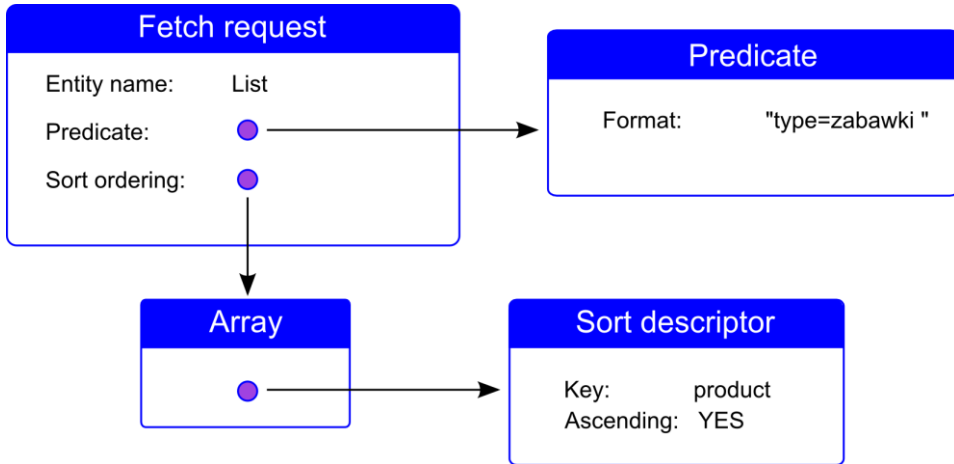 Fetch request
Entity name: List
Predicate:
Sort ordering:
Predicate
Format: "type=zabawki "
Array
Sort descriptor
Key: product
Ascending: YES